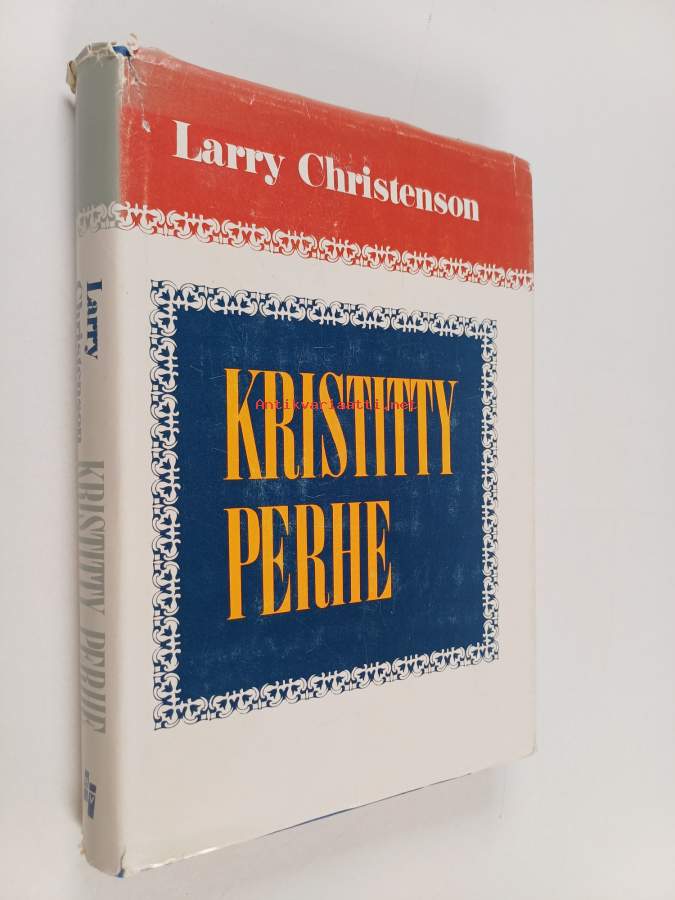 Larry Christenson
KRISTITTY
PERHE
Antikvariaatti.net
Larry
Christenson
KRISTITTY PERHE